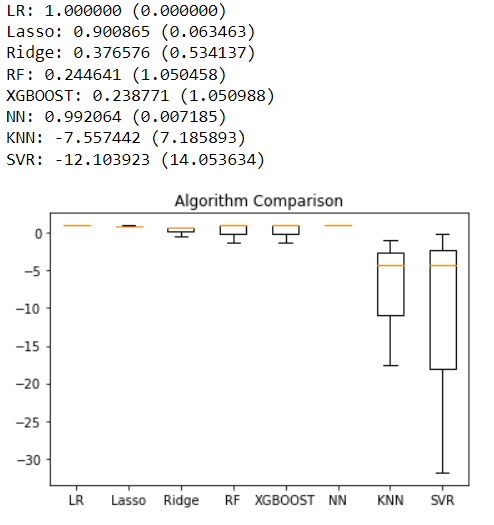 LR: 1.000000 (0.000000)
Lasso: 0.900865 (0.063463)
Ridge: 0.376576 (0.534137)
RF: 0.244641 (1.050458)
XGBOOST: 0.238771 (1.050988)
NN: 0.992064 (0.007185)
KNN: -7.557442 (7.185893)
SVR: -12.103923 (14.053634)
Algorithm Comparison
0
−5
−10
−15
−20
−25
−30
LR Lasso Ridge RF XGBOOST NN KNN SVR